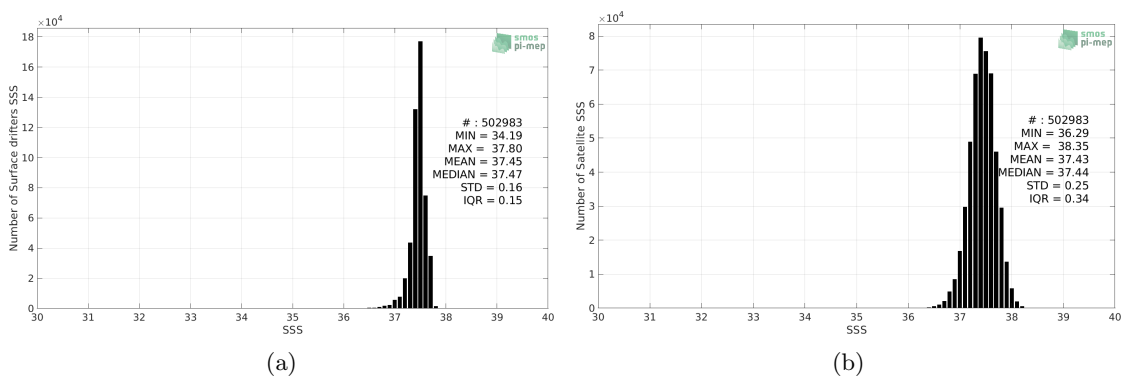 ×10⁴
18
16
14
12
10
8
6
4
2
0
Number of Surface drifters SSS
smos
pi-mep
# : 502983
MIN = 34.19
MAX = 37.80
MEAN = 37.45
MEDIAN = 37.47
STD = 0.16
IQR = 0.15
30 31 32 33 34 35 36 37 38 39 40
SSS
(a)
×10⁴
8
7
6
5
4
3
2
1
0
Number of Satellite SSS
smos
pi-mep
# : 502983
MIN = 36.29
MAX = 38.35
MEAN = 37.43
MEDIAN = 37.44
STD = 0.25
IQR = 0.34
30 31 32 33 34 35 36 37 38 39 40
SSS
(b)